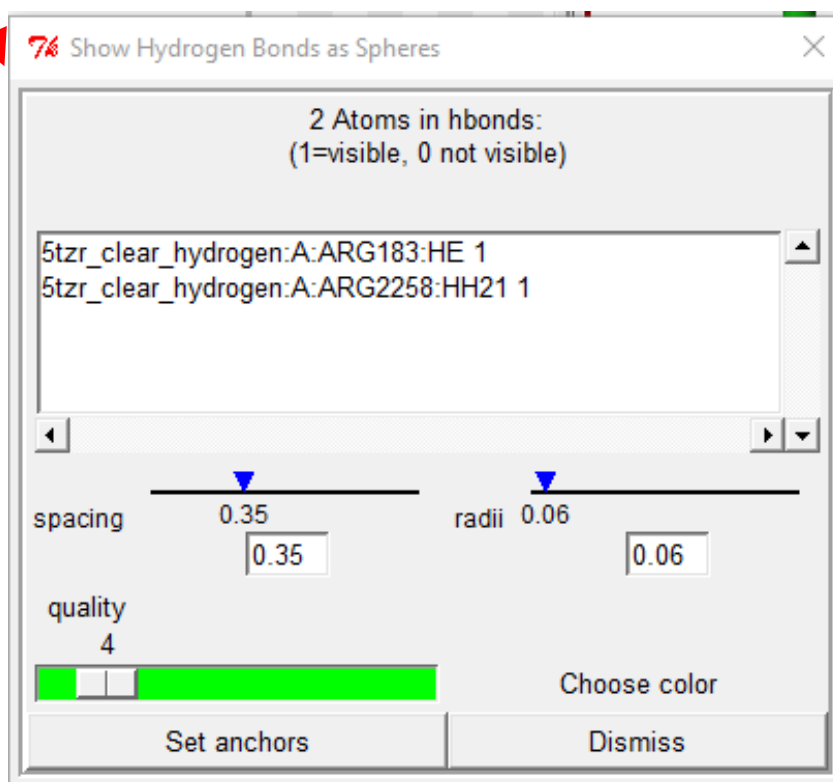 Show Hydrogen Bonds as Spheres
2 Atoms in hbonds:
(1=visible, 0 not visible)
5tzr_clear_hydrogen:A:ARG183:HE 1
5tzr_clear_hydrogen:A:ARG2258:HH21 1
spacing 0.35 radii 0.06
0.35 0.06
quality
4
Choose color
Set anchors Dismiss